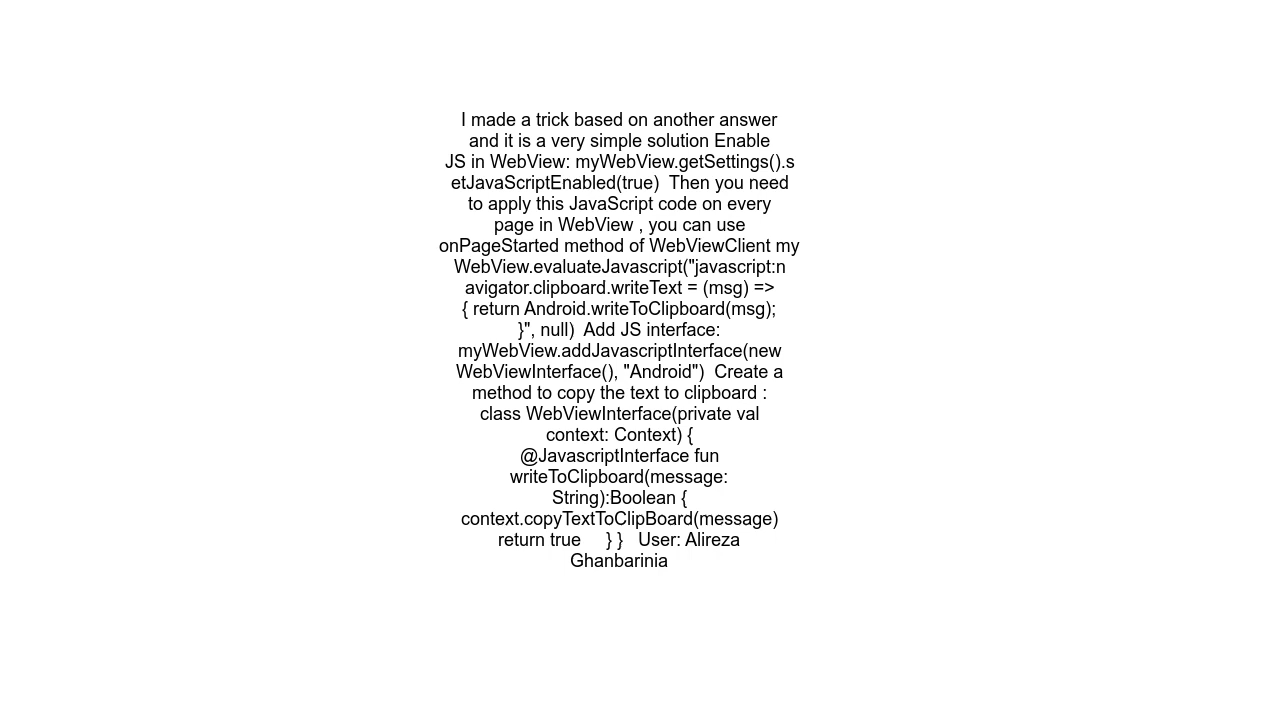 I made a trick based on another answer
and it is a very simple solution Enable
JS in WebView: myWebView.getSettings().s
etJavaScriptEnabled(true)  Then you need
to apply this JavaScript code on every
page in WebView , you can use
onPageStarted method of WebViewClient my
WebView.evaluateJavascript("javascript:n
avigator.clipboard.writeText = (msg) =>
{ return Android.writeToClipboard(msg);
}", null)  Add JS interface:
myWebView.addJavascriptInterface(new
WebViewInterface(), "Android")  Create a
method to copy the text to clipboard :
class WebViewInterface(private val
context: Context) {
@JavascriptInterface fun
writeToClipboard(message:
String):Boolean {
context.copyTextToClipBoard(message)
return true     } }   User: Alireza
Ghanbarinia